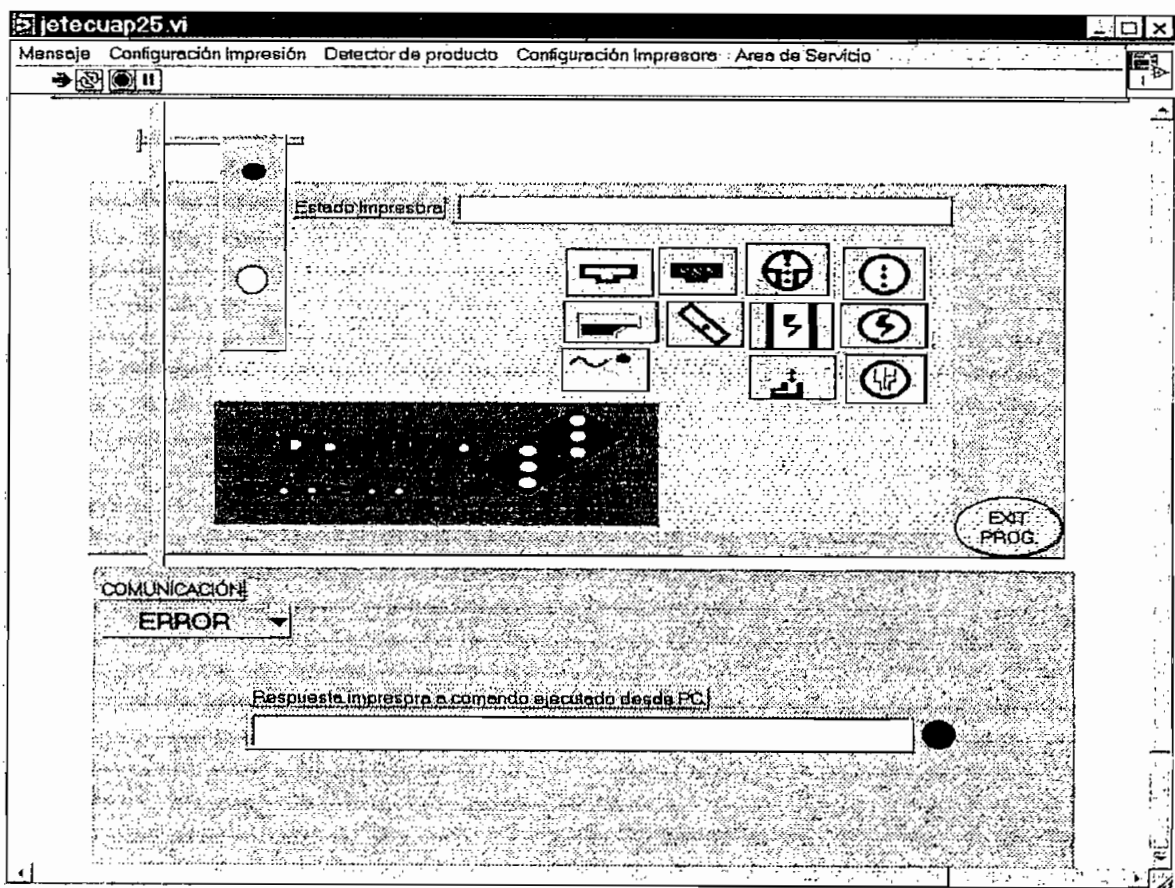 jetecuap25.vi
Mensaje Configuración Impresión Detector de producto Configuración Impresora Area de Servicio
1
Estado Impresora
EXIT
PROG.
COMUNICACIÓN
ERROR
Respuesta impresora a comando ejecutado desde PC